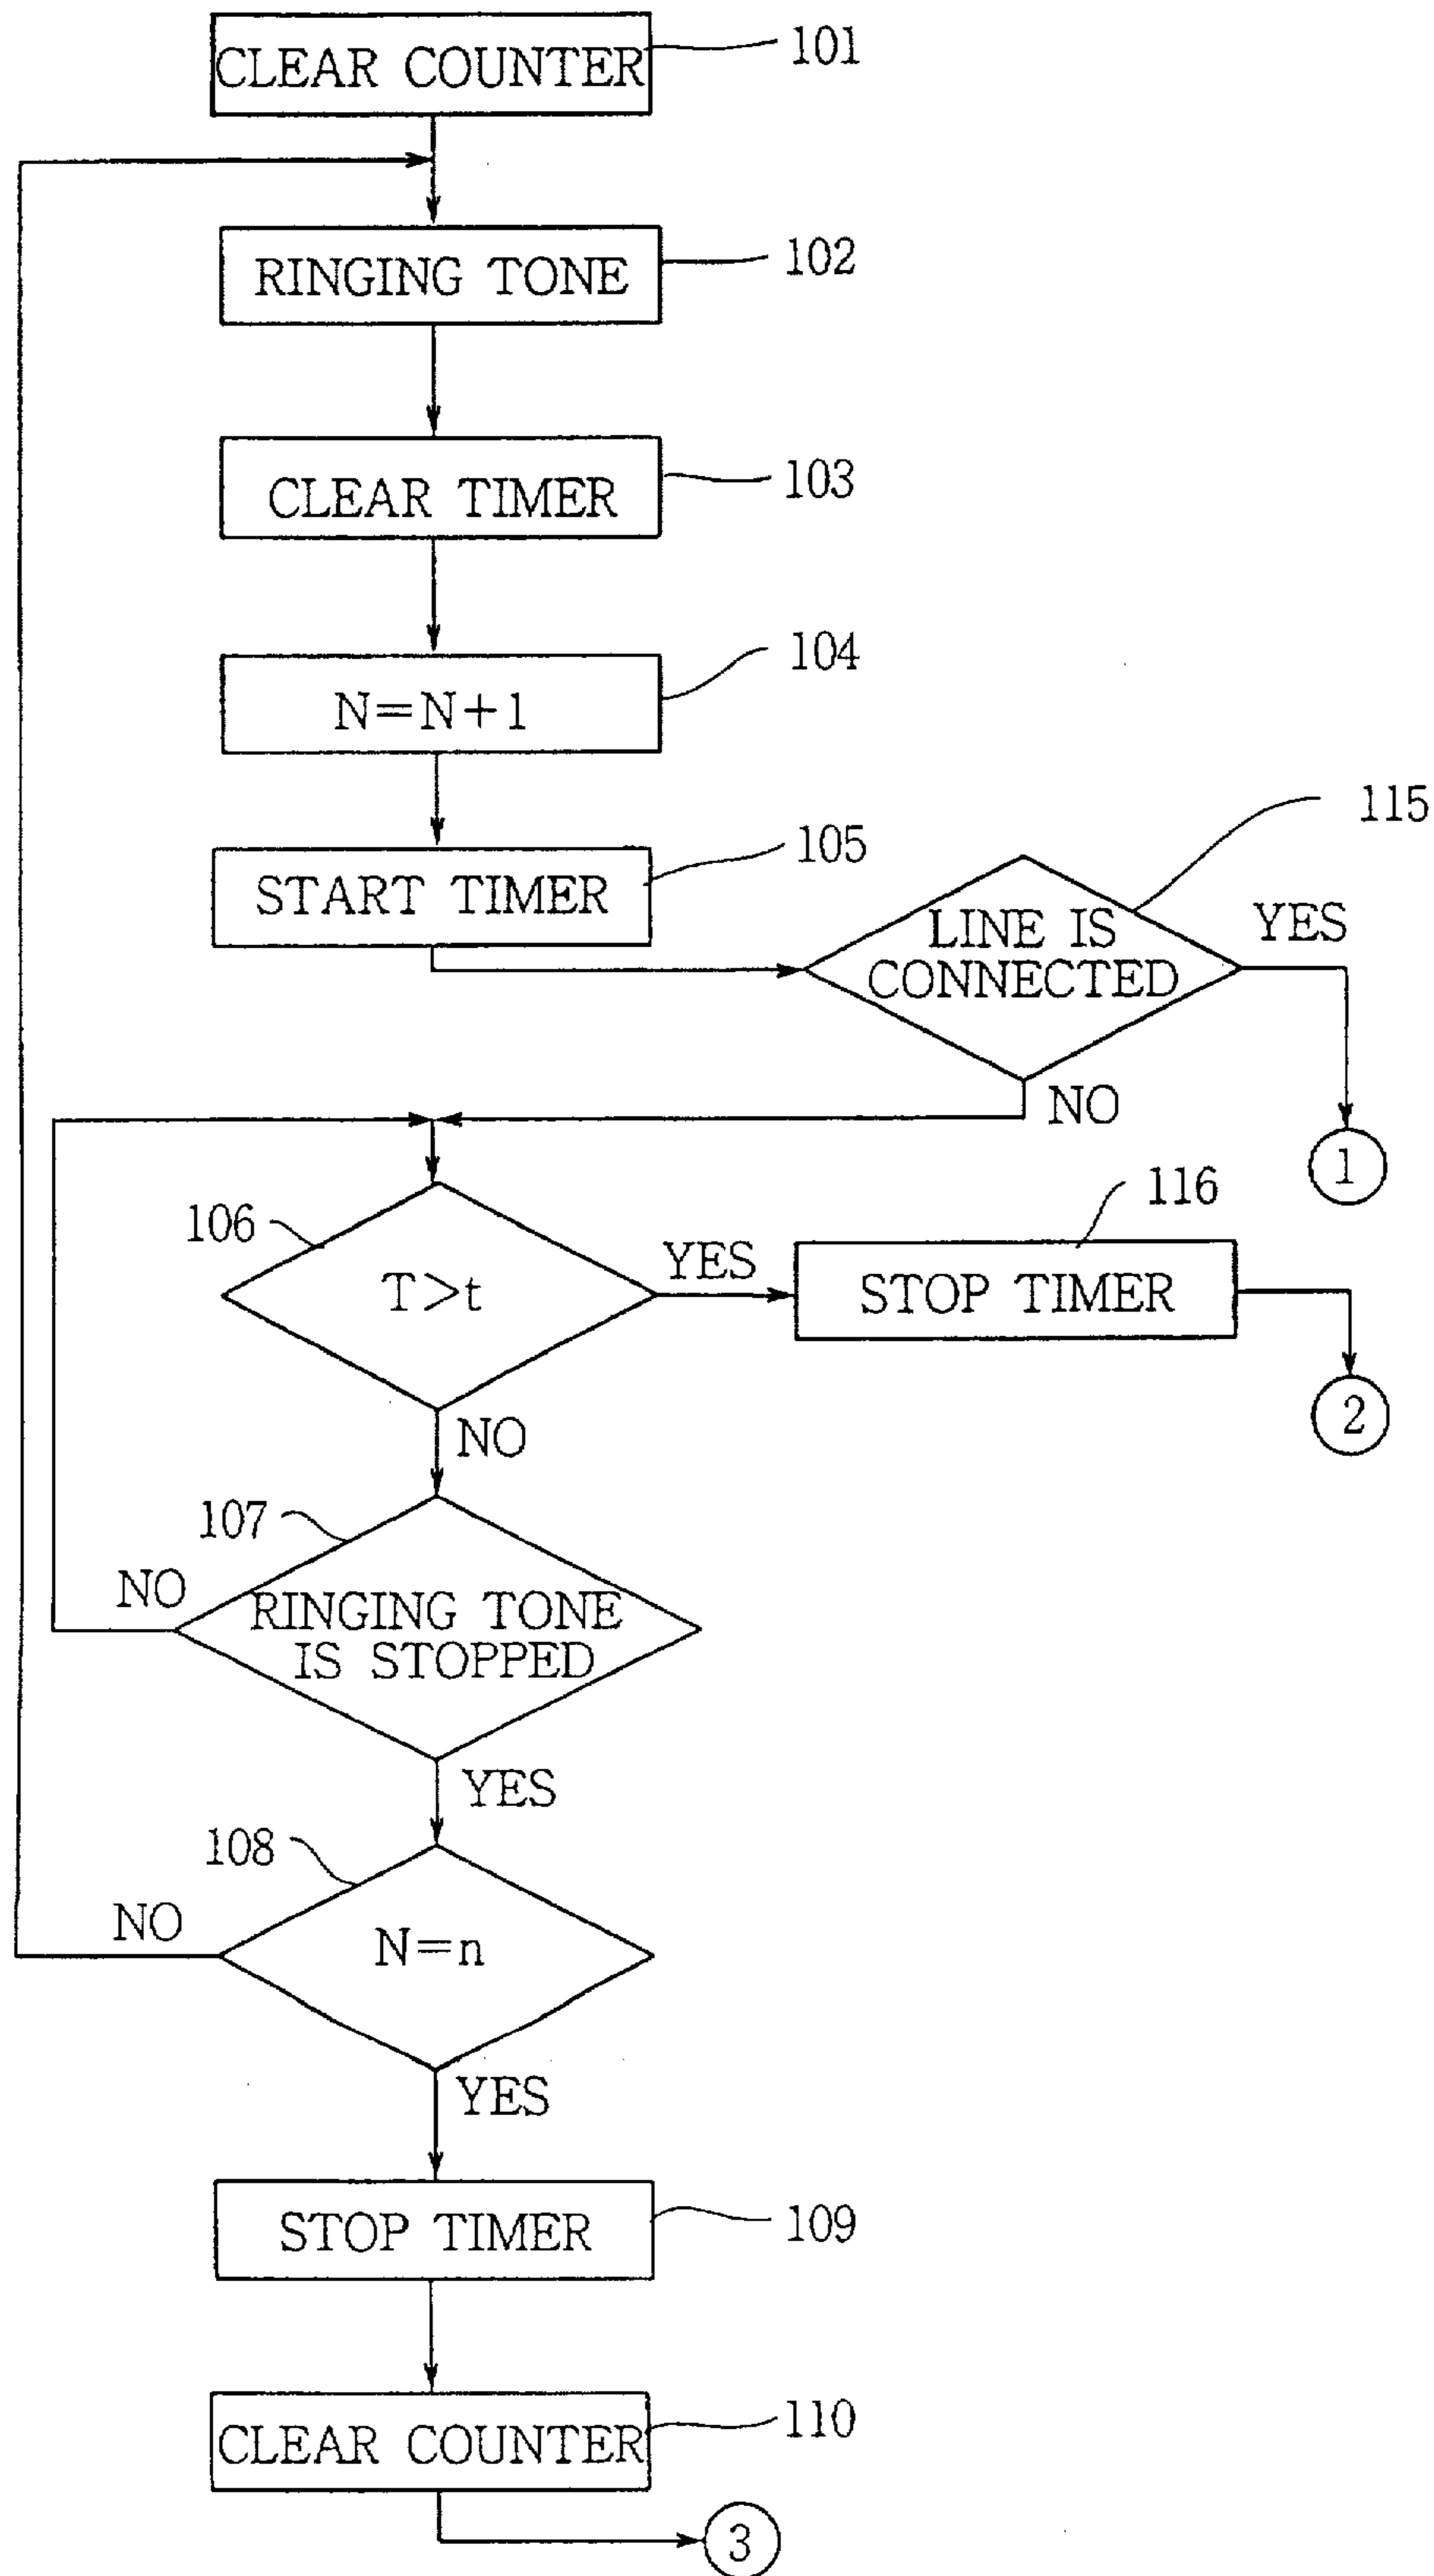 CLEAR COUNTER
101
RINGING TONE
102
CLEAR TIMER
103
N=N+1
104
START TIMER
105
LINE IS
CONNECTED
115
YES
NO
1
106
T>t
YES
STOP TIMER
116
2
NO
107
NO
RINGING TONE
IS STOPPED
YES
108
NO
N=n
YES
STOP TIMER
109
CLEAR COUNTER
110
3